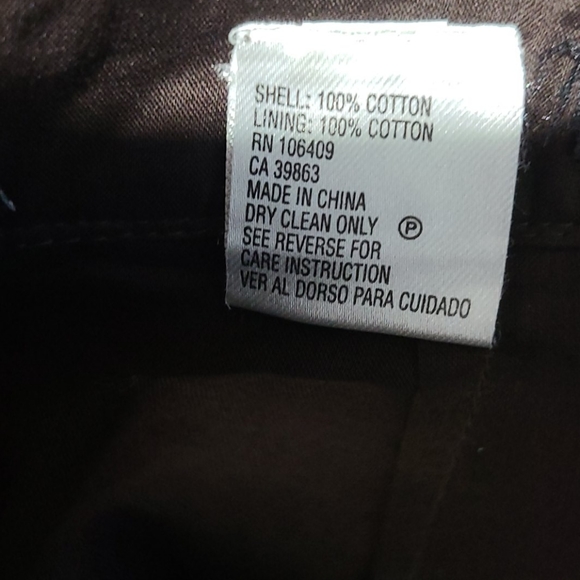 SHELL: 100% COTTON
LINING: 100% COTTON
RN 106409
CA 39863
MADE IN CHINA
DRY CLEAN ONLY Ⓟ
SEE REVERSE FOR
CARE INSTRUCTION
VER AL DORSO PARA CUIDADO